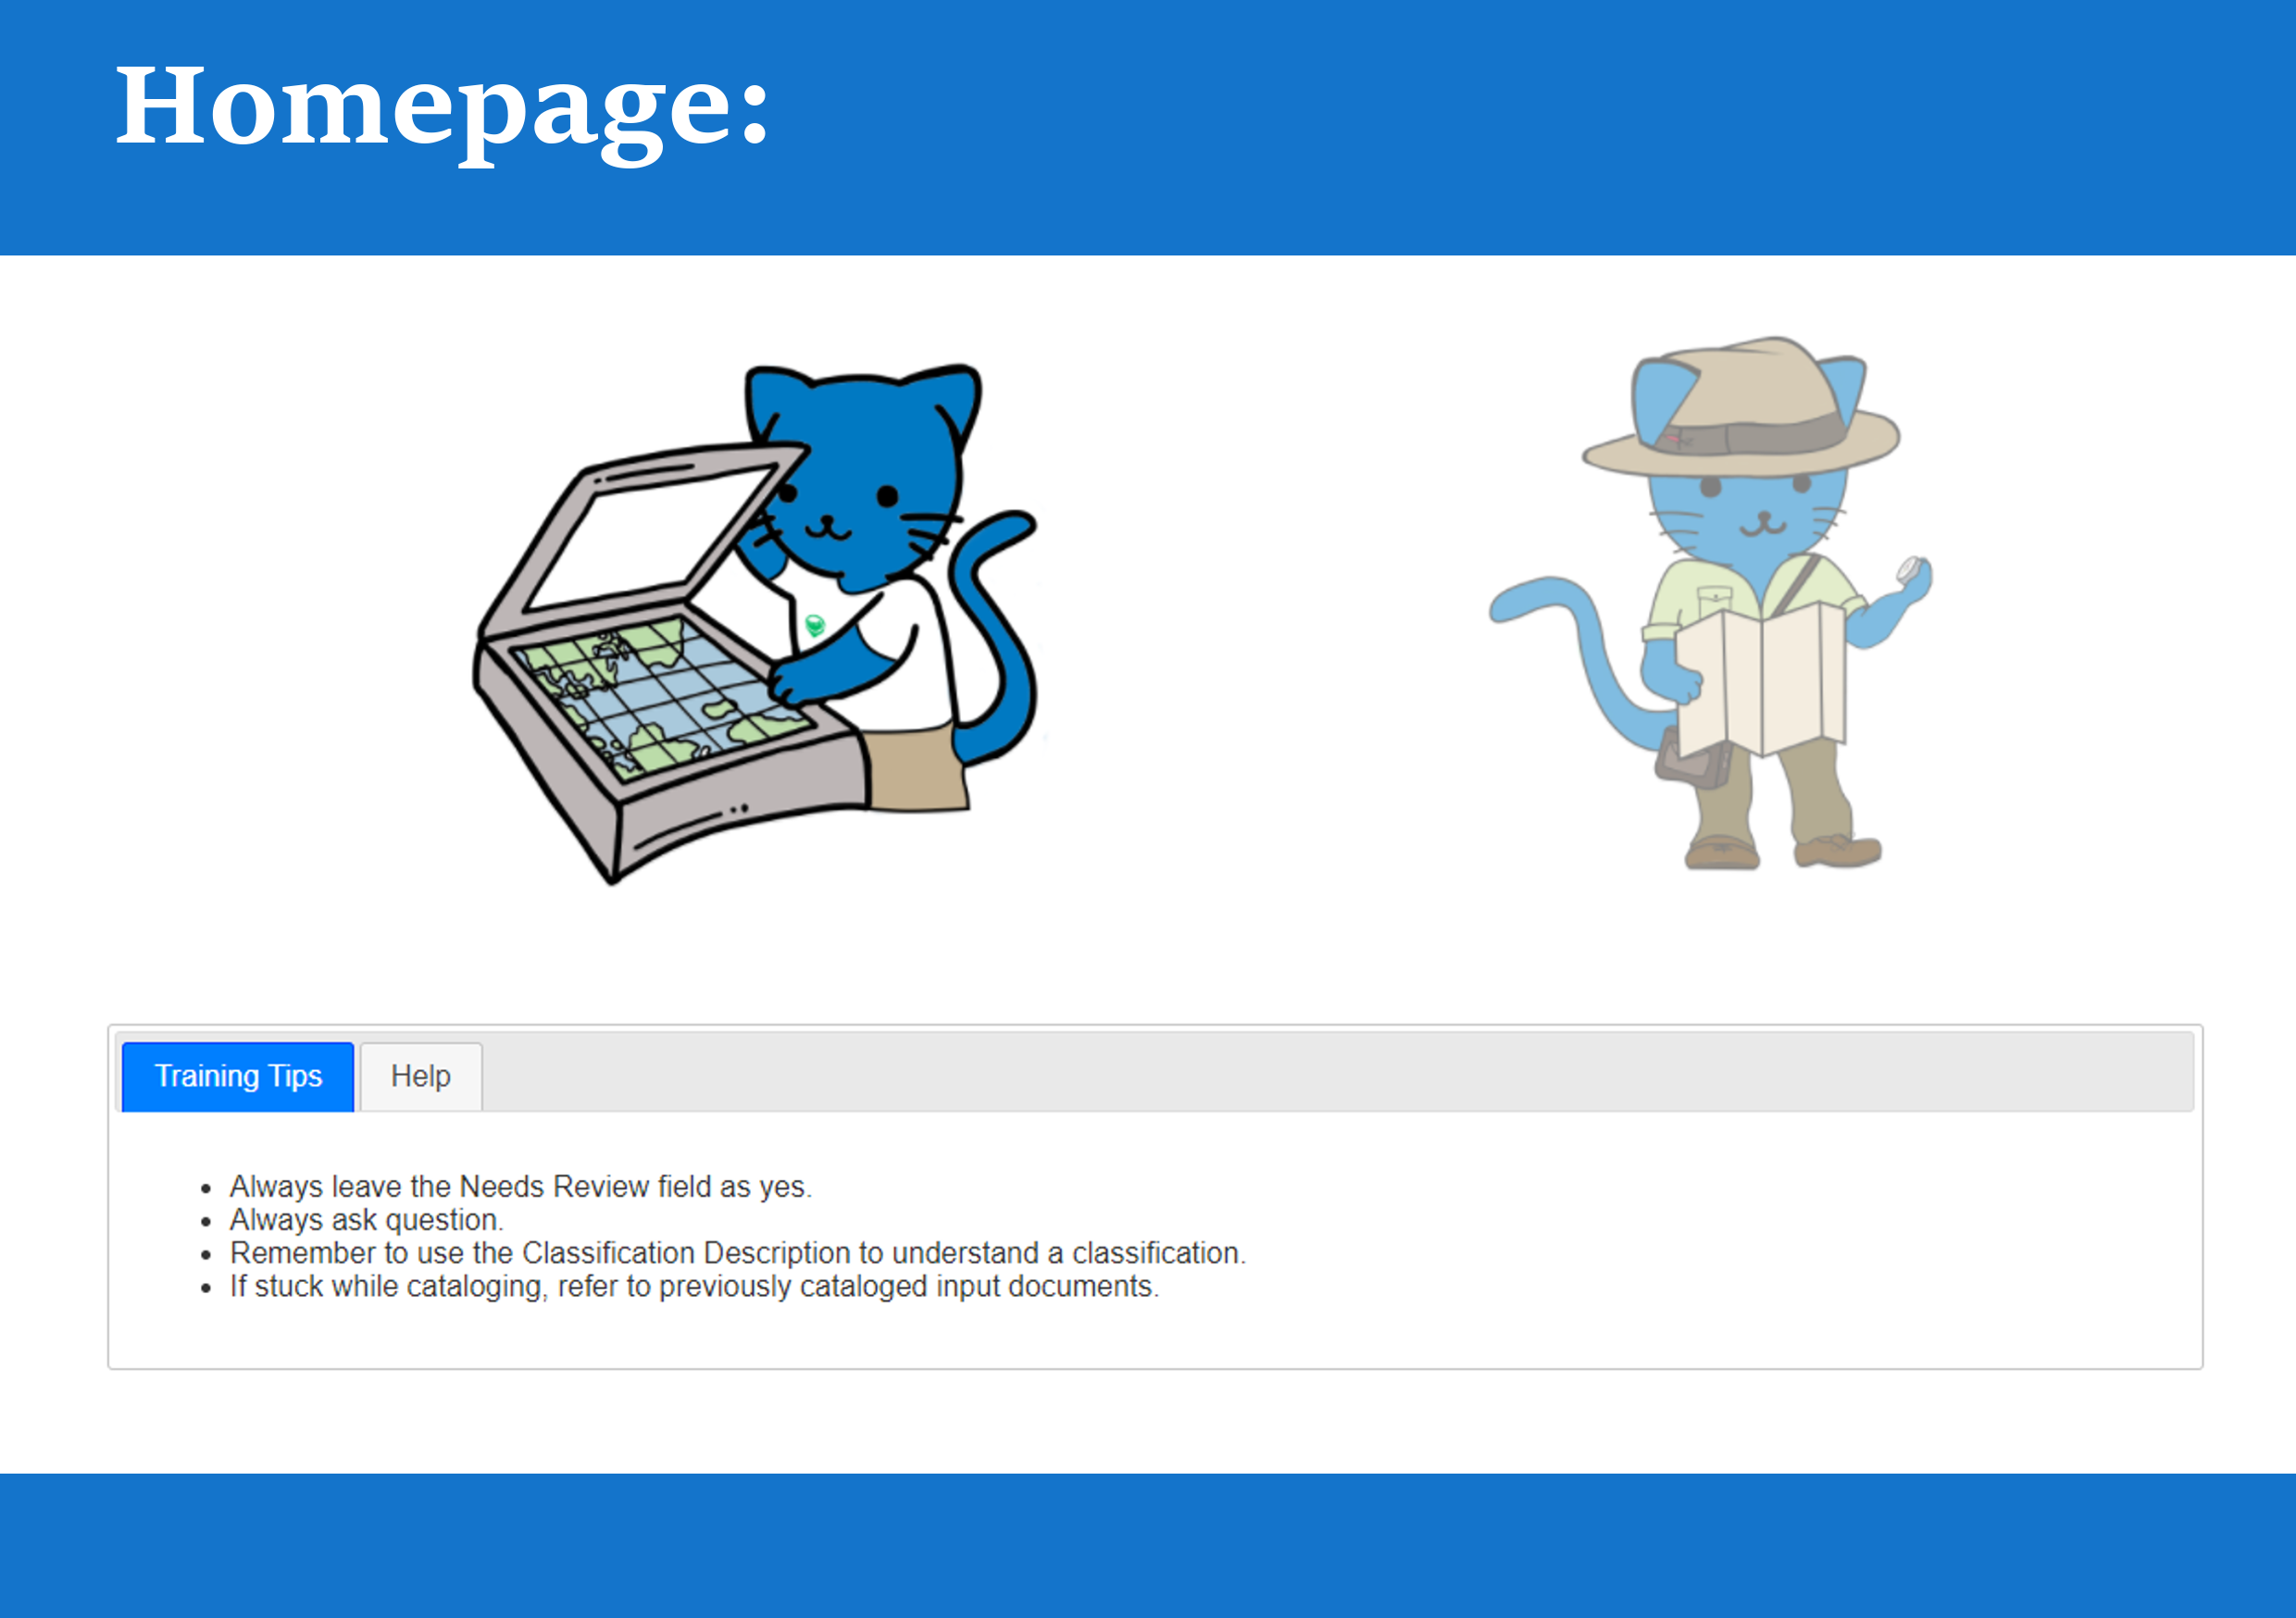 Homepage:
Training Tips
Help
Always leave the Needs Review field as yes.
Always ask question.
Remember to use the Classification Description to understand a classification.
If stuck while cataloging, refer to previously cataloged input documents.